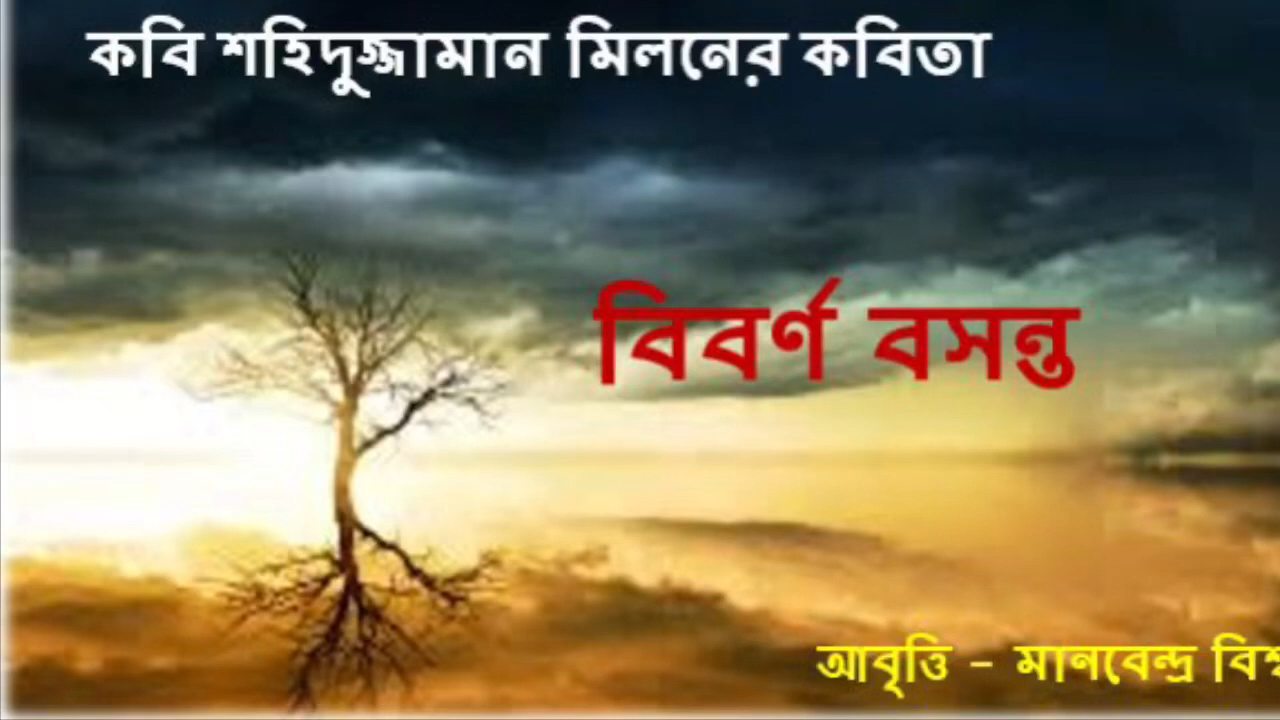 কবি শহিদুজ্জামান মিলনের কবিতা
বিবর্ণ বসন্ত
আবৃত্তি - মানবেন্দ্র